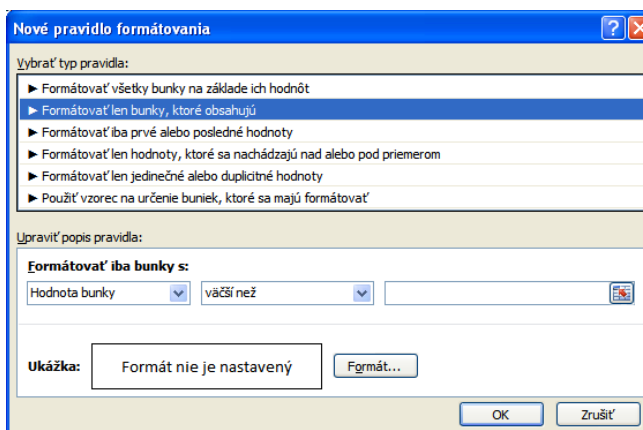 Nové pravidlo formátovania
Vybrať typ pravidla:
► Formátovať všetky bunky na základe ich hodnôt
► Formátovať len bunky, ktoré obsahujú
► Formátovať iba prvé alebo posledné hodnoty
► Formátovať len hodnoty, ktoré sa nachádzajú nad alebo pod priemerom
► Formátovať len jedinečné alebo duplicitné hodnoty
► Použiť vzorec na určenie buniek, ktoré sa majú formátovať
Upraviť popis pravidla:
Formátovať iba bunky s:
Hodnota bunky väčší než
Ukážka: Formát nie je nastavený Formát...
OK Zrušiť